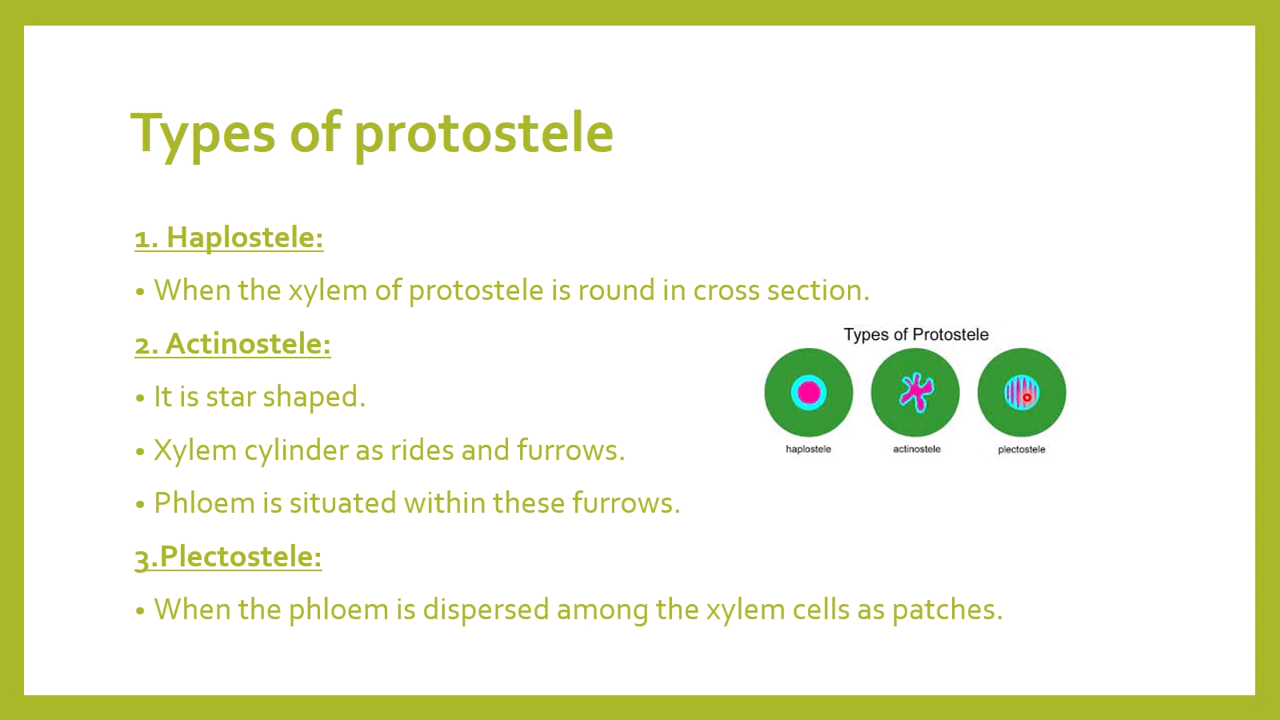 Types of protostele
1. Haplostele:
• When the xylem of protostele is round in cross section.
2. Actinostele:
• It is star shaped.
• Xylem cylinder as rides and furrows.
• Phloem is situated within these furrows.
3.Plectostele:
• When the phloem is dispersed among the xylem cells as patches.
Types of Protostele
haplostele actinostele plectostele